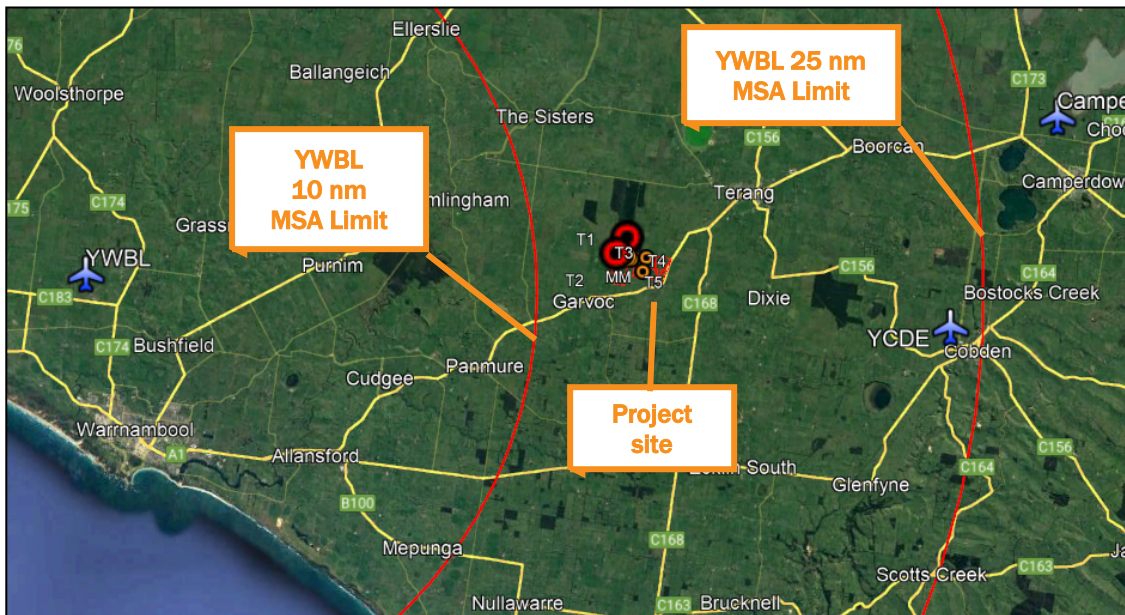 Ellerslie
C173
Woolsthorpe
Ballangeich
YWBL 25 nm
MSA Limit
The Sisters
C156
Boorcan
YWBL
10 nm
MSA Limit
C174
Terang
Camperdow
T1
T3
T4
YWBL
Purnim
MM
T5
T2
C156
C164
C183
Garvoc
C168
Dixie
Bostocks Creek
C174
Bushfield
YCDE
Cobden
Panmure
Cudgee
Project
site
Warrnambool
A1
Allansford
South
C156
C164
Glenfyne
B100
C168
Mepunga
Scotts Creek
C163
Nullawarre
C163
Brucknell